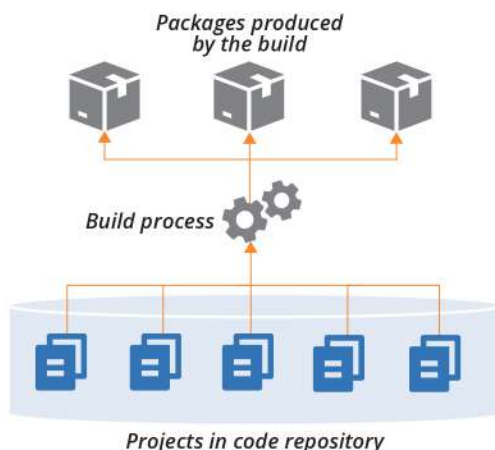 Packages produced
by the build
Build process
Projects in code repository